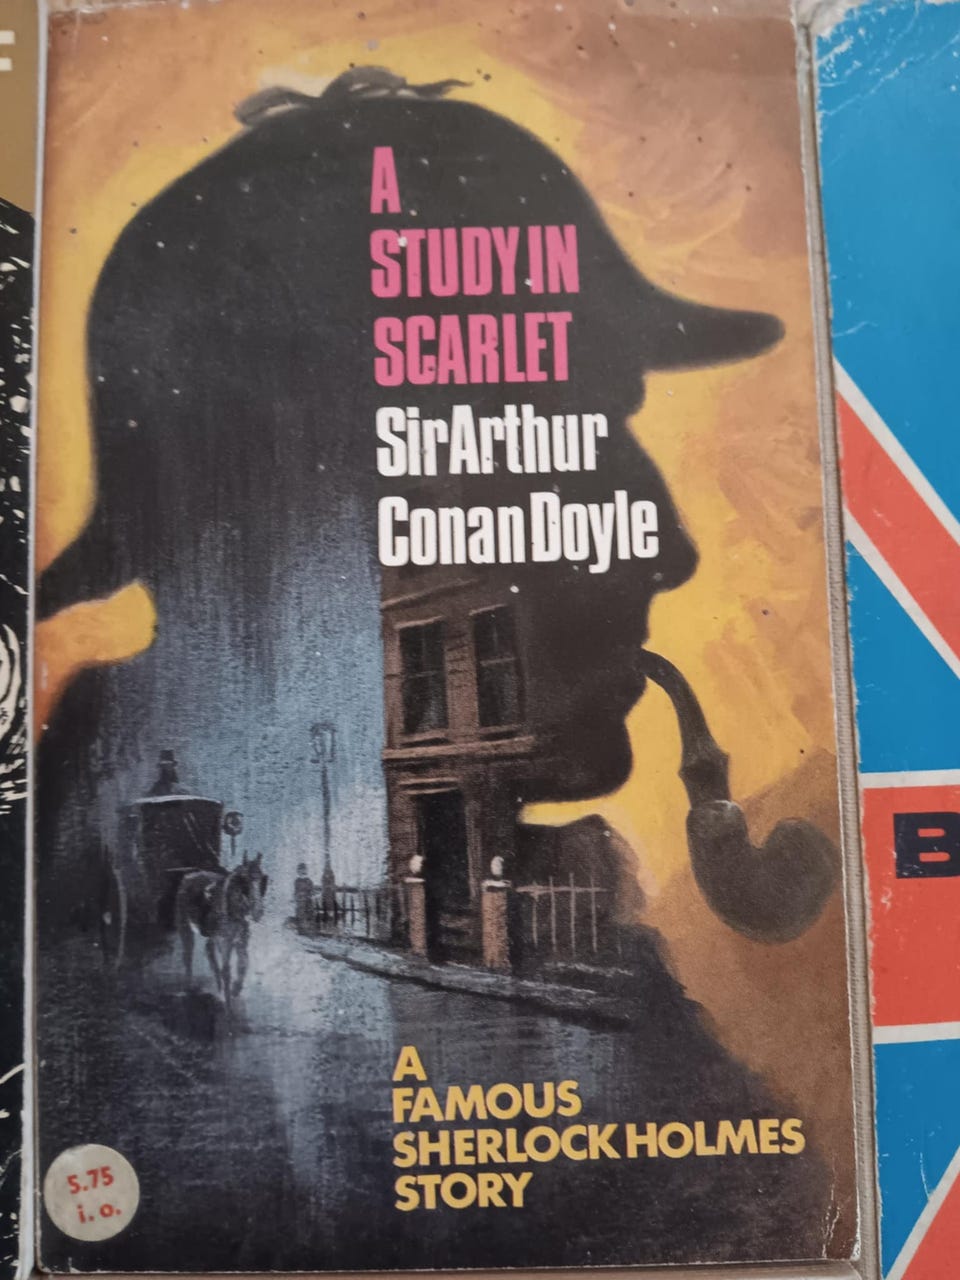 A
STUDY IN
SCARLET
Sir Arthur
Conan Doyle
A
FAMOUS
SHERLOCK HOLMES
STORY
5.75
i. o.
B